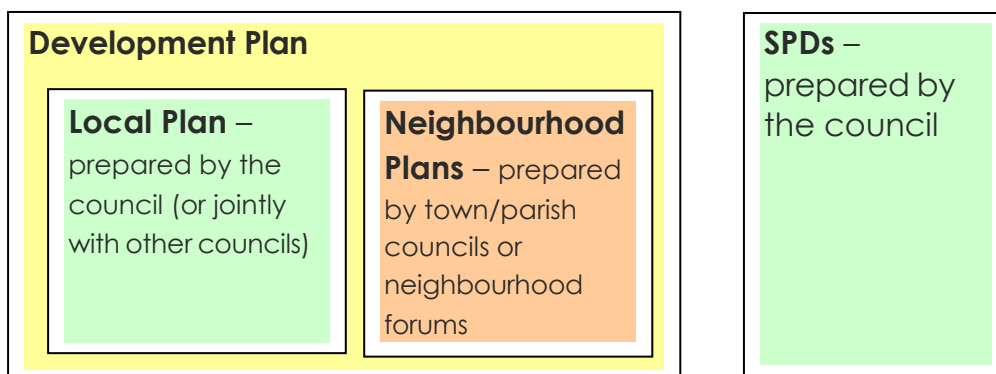 Development Plan
Local Plan –
prepared by the
council (or jointly
with other councils)
Neighbourhood
Plans – prepared
by town/parish
councils or
neighbourhood
forums
SPDs –
prepared by
the council